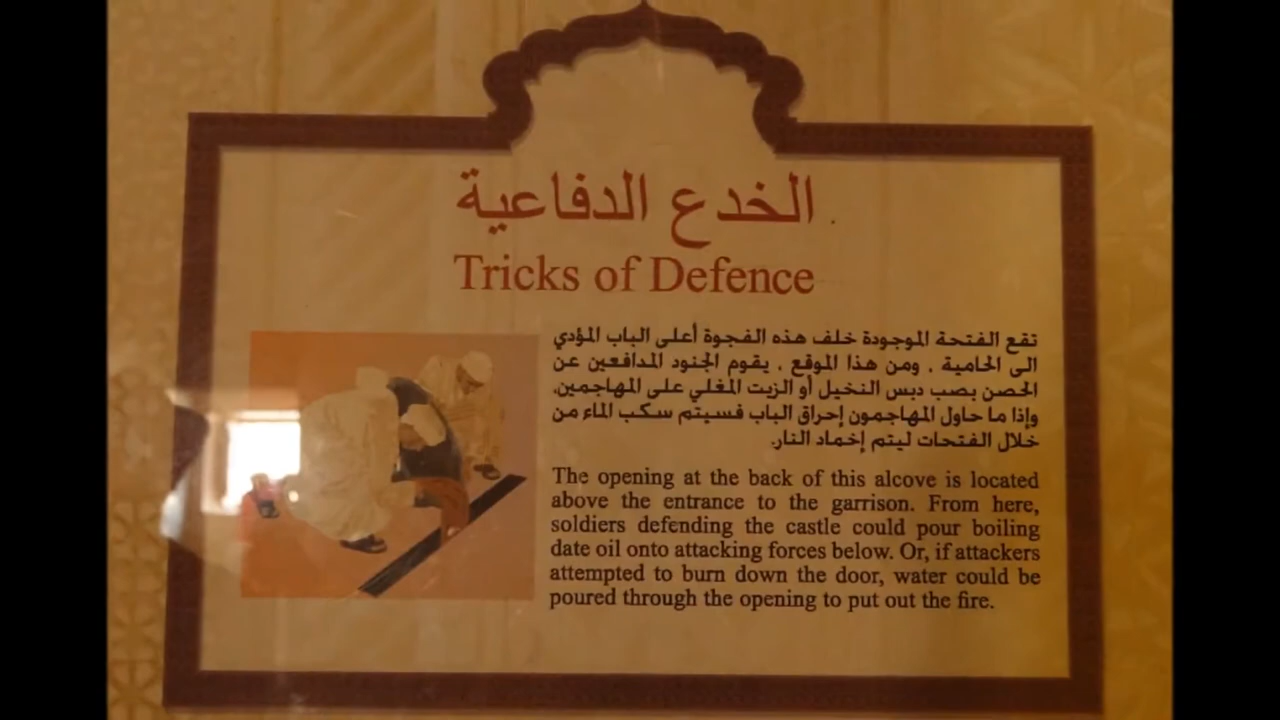 الخدع الدفاعية
Tricks of Defence
تقع الفتحة الموجودة خلف هذه الفجوة أعلى الباب المؤدي
الى الحامية . ومن هذا الموقع . يقوم الجنود المدافعين عن
الحصن بصب دبس النخيل أو الزيت المغلي على المهاجمين.
وإذا ما حاول المهاجمون إحراق الباب فسيتم سكب الماء من
خلال الفتحات ليتم إخماد النار.
The opening at the back of this alcove is located
above the entrance to the garrison. From here,
soldiers defending the castle could pour boiling
date oil onto attacking forces below. Or, if attackers
attempted to burn down the door, water could be
poured through the opening to put out the fire.